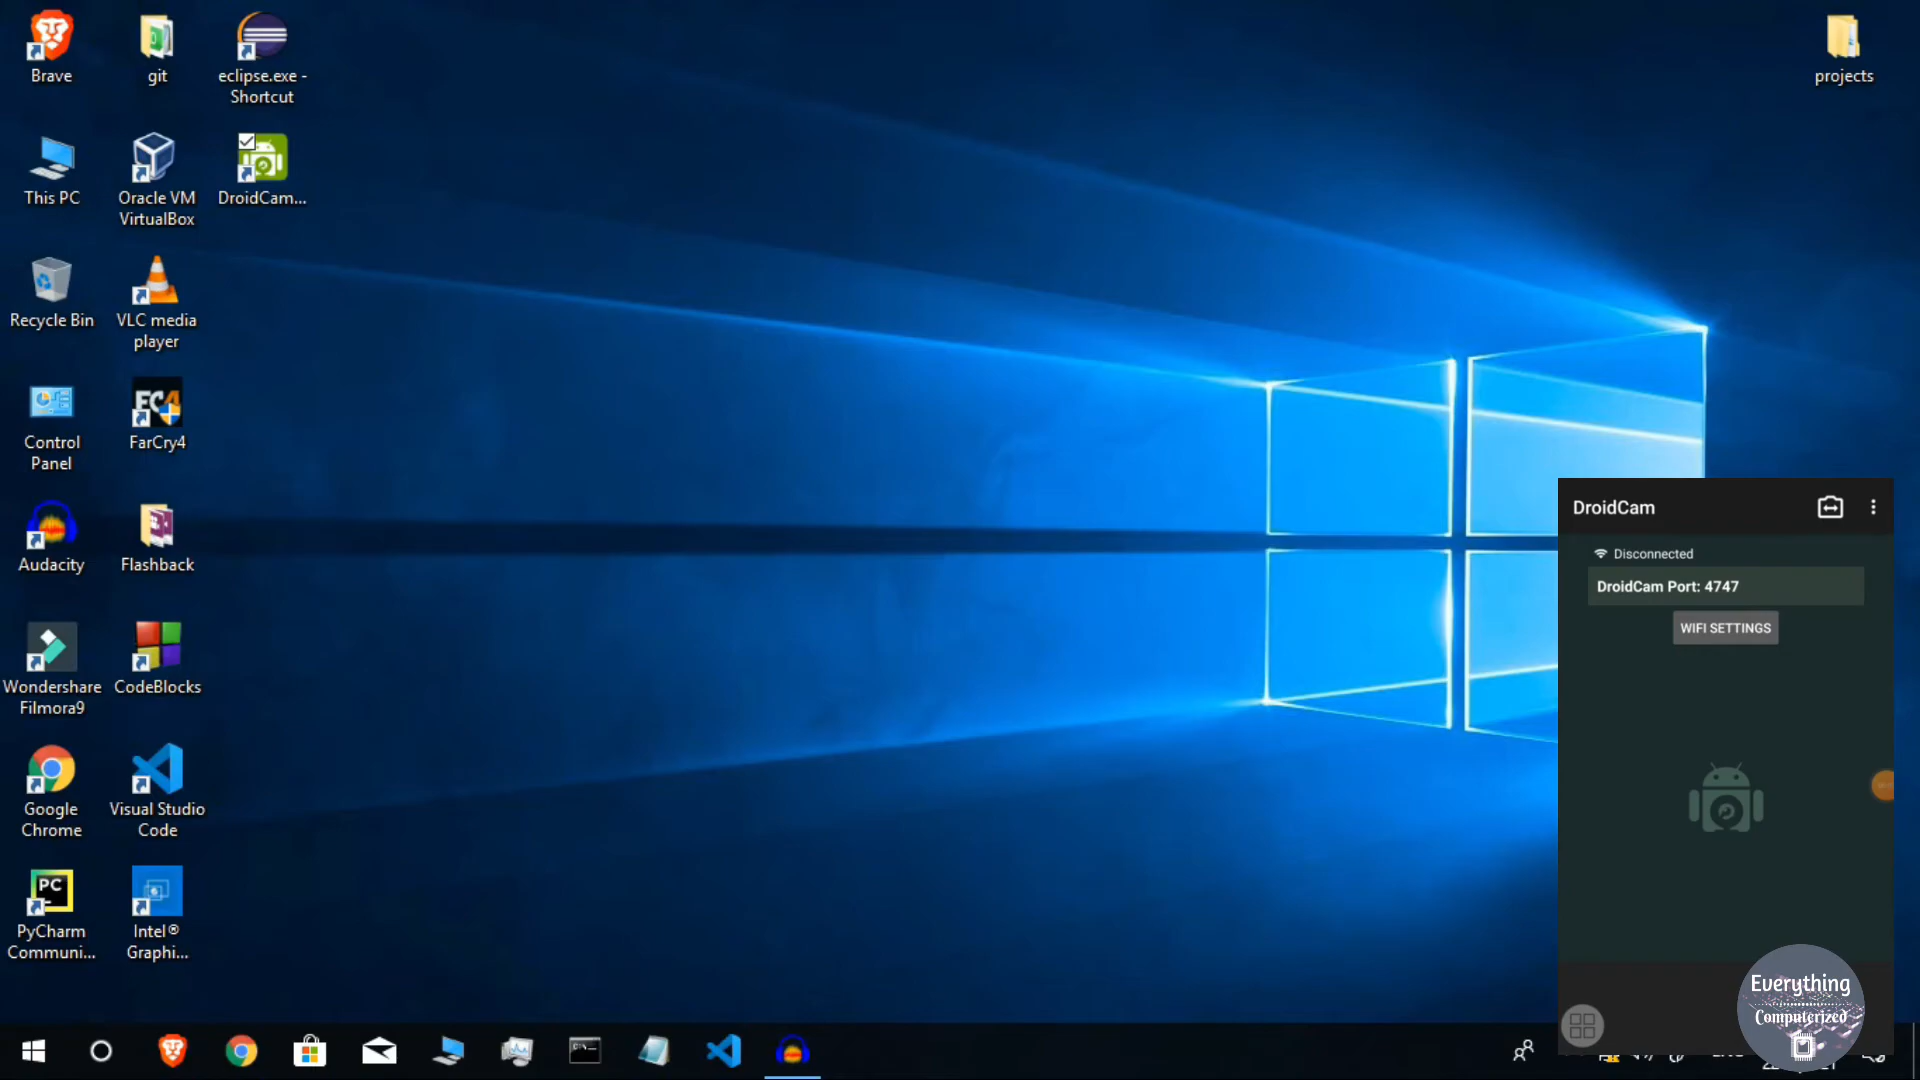 Brave
git
eclipse.exe -
Shortcut
projects
This PC
Oracle VM
VirtualBox
DroidCam...
Recycle Bin
VLC media
player
Control
Panel
FC4
FarCry4
Audacity
Flashback
Wondershare
Filmora9
CodeBlocks
Google
Chrome
Visual Studio
Code
PC
PyCharm
Communi...
Intel®
Graphi...
DroidCam
Disconnected
DroidCam Port: 4747
WIFI SETTINGS
Everything
Computerized